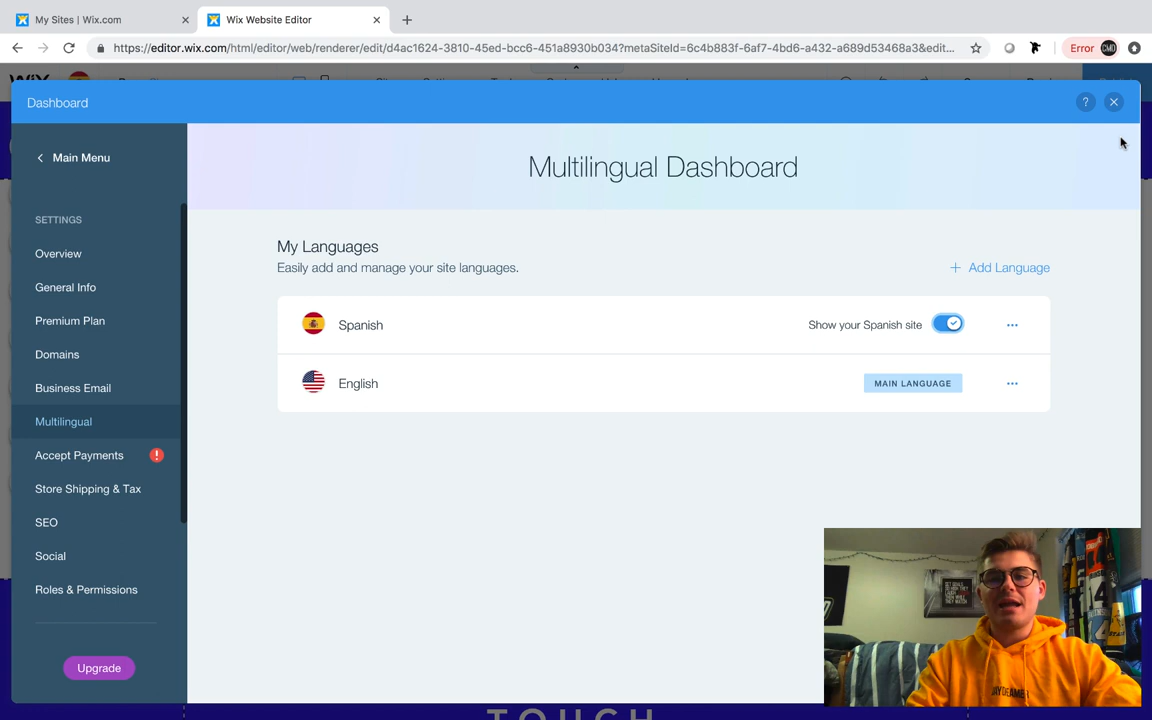 My Sites | Wix.com
Wix Website Editor
https://editor.wix.com/html/editor/web/renderer/edit/d4ac1624-3810-45ed-bcc6-451a8930b034?metaSiteId=6c4b883f-6af7-4bd6-a432-a689d53468a3&edit...
Error
CMD
Dashboard
?
Main Menu
Multilingual Dashboard
SETTINGS
Overview
General Info
Premium Plan
Domains
Business Email
Multilingual
Accept Payments
Store Shipping & Tax
SEO
Social
Roles & Permissions
Upgrade
My Languages
Easily add and manage your site languages.
+ Add Language
Spanish
Show your Spanish site
...
English
MAIN LANGUAGE
...
TOUCH